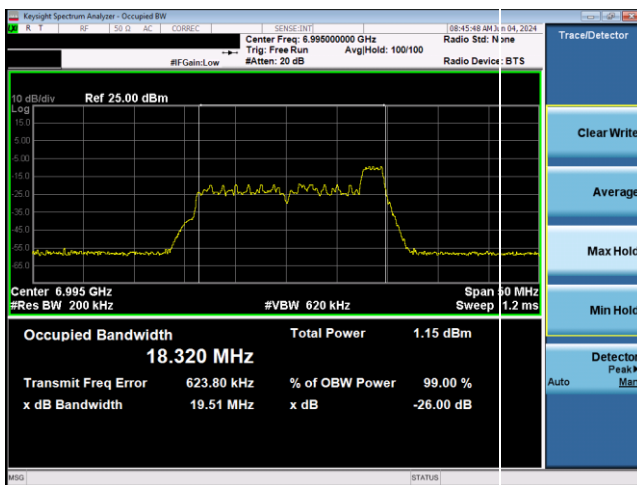 Keysight Spectrum Analyzer - Occupied BW
R T RF 50 Ω AC CORREC SENSE:INT 08:45:48 AM Jun 04, 2024
Center Freq: 6.995000000 GHz Radio Std: None
Trig: Free Run Avg|Hold: 100/100
#IFGain:Low #Atten: 20 dB Radio Device: BTS
Trace/Detector
10 dB/div Ref 25.00 dBm
Log
15.0
5.00
-5.00
-15.0
-25.0
-35.0
-45.0
-55.0
-65.0
Center 6.995 GHz Span 50 MHz
#Res BW 200 kHz #VBW 620 kHz Sweep 1.2 ms
Occupied Bandwidth Total Power 1.15 dBm
18.320 MHz
Transmit Freq Error 623.80 kHz % of OBW Power 99.00 %
x dB Bandwidth 19.51 MHz x dB -26.00 dB
Clear Write
Average
Max Hold
Min Hold
Detector
Peak
Auto Man
MSG STATUS